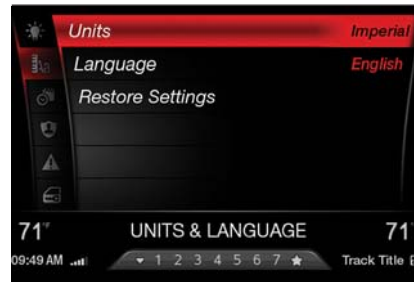 Units Imperial
Language English
Restore Settings
71°F UNITS & LANGUAGE 71
09:49 AM 1 2 3 4 5 6 7 Track Title